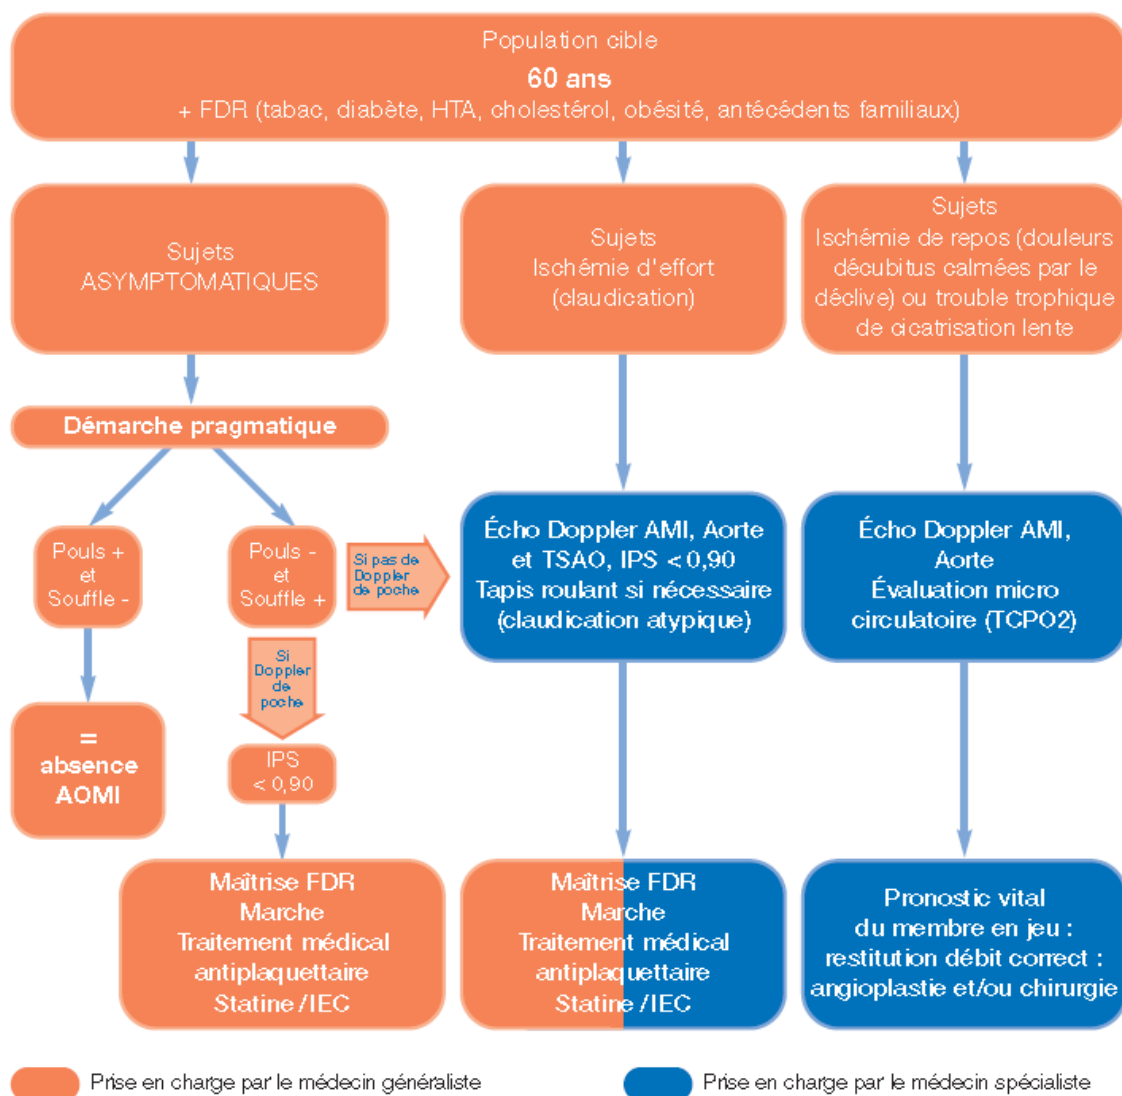 Population cible
60 ans
+ FDR (tabac, diabète, HTA, cholestérol, obésité, antécédents familiaux)
Sujets
ASYMPTOMATIQUES
Sujets
Ischémie d'effort
(claudication)
Sujets
Ischémie de repos (douleurs
décubitus calmées par le
déclive) ou trouble trophique
de cicatrisation lente
Démarche pragmatique
Pouls +
et
Souffle -
Pouls -
et
Souffle +
Si pas de
Doppler
de poche
Écho Doppler AMI, Aorte
et TSAO, IPS < 0,90
Tapis roulant si nécessaire
(claudication atypique)
Écho Doppler AMI,
Aorte
Évaluation micro
circulatoire (TCPO2)
Si
Doppler
de
poche
=
absence
AOMI
IPS
< 0,90
Maîtrise FDR
Marche
Traitement médical
antiplaquettaire
Statine /IEC
Maîtrise FDR
Marche
Traitement médical
antiplaquettaire
Statine /IEC
Pronostic vital
du membre en jeu :
restitution débit correct :
angioplastie et/ou chirurgie
Prise en charge par le médecin généraliste
Prise en charge par le médecin spécialiste